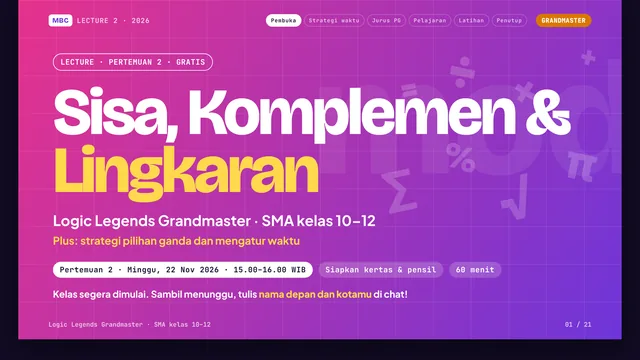 MBC LECTURE 2 · 2026
Pembuka Strategi waktu Jurus PG Pelajaran Latihan Penutup GRANDMASTER
LECTURE · PERTEMUAN 2 · GRATIS
Sisa, Komplemen &
Lingkaran
mod
÷ = × ÷ % π Σ √
Logic Legends Grandmaster · SMA kelas 10–12
Plus: strategi pilihan ganda dan mengatur waktu
Pertemuan 2 · Minggu, 22 Nov 2026 · 15.00–16.00 WIB Siapkan kertas & pensil 60 menit
Kelas segera dimulai. Sambil menunggu, tulis nama depan dan kotamu di chat!
Logic Legends Grandmaster · SMA kelas 10–12 01 / 21